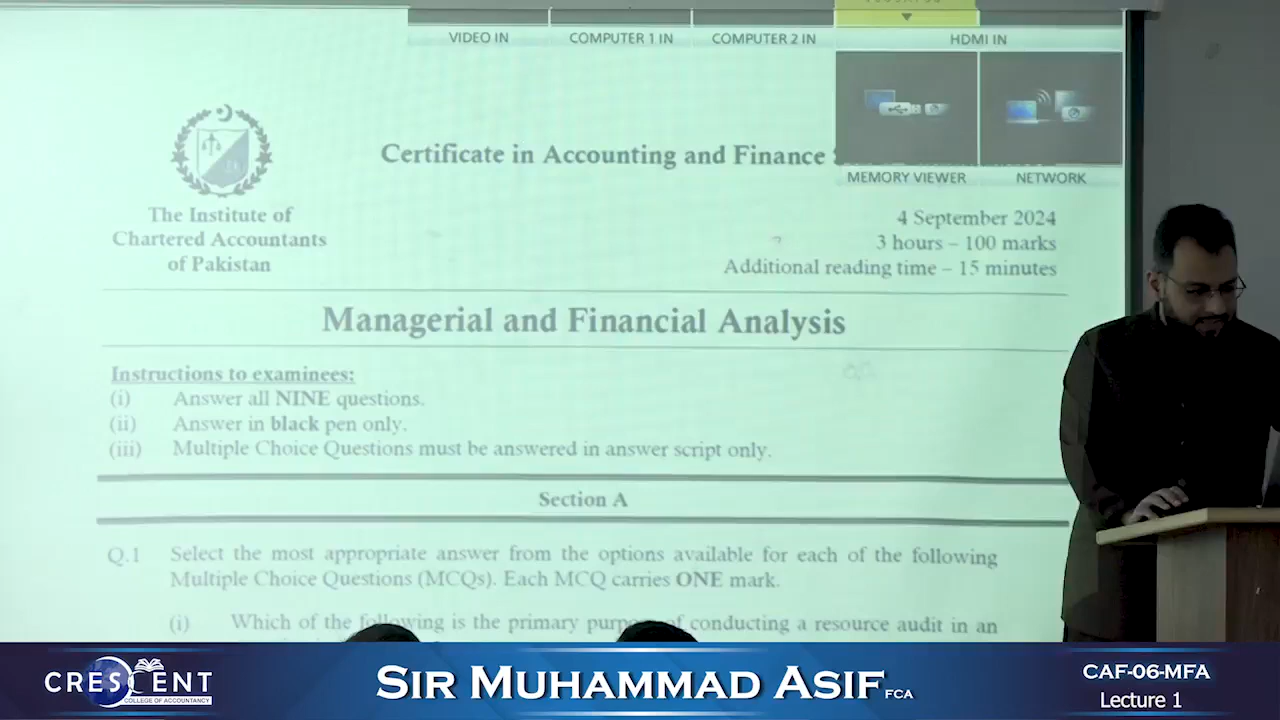 VIDEO IN
COMPUTER 1 IN
COMPUTER 2 IN
HDMI IN
MEMORY VIEWER
NETWORK
Certificate in Accounting and Finance
The Institute of
Chartered Accountants
of Pakistan
4 September 2024
3 hours – 100 marks
Additional reading time – 15 minutes
Managerial and Financial Analysis
Instructions to examinees:
(i) Answer all NINE questions.
(ii) Answer in black pen only.
(iii) Multiple Choice Questions must be answered in answer script only.
Section A
Q.1 Select the most appropriate answer from the options available for each of the following
Multiple Choice Questions (MCQs). Each MCQ carries ONE mark.
(i) Which of the following is the primary purpose of conducting a resource audit in an
CRESCENT
COLLEGE OF ACCOUNTANCY
SIR MUHAMMAD ASIF FCA
CAF-06-MFA
Lecture 1